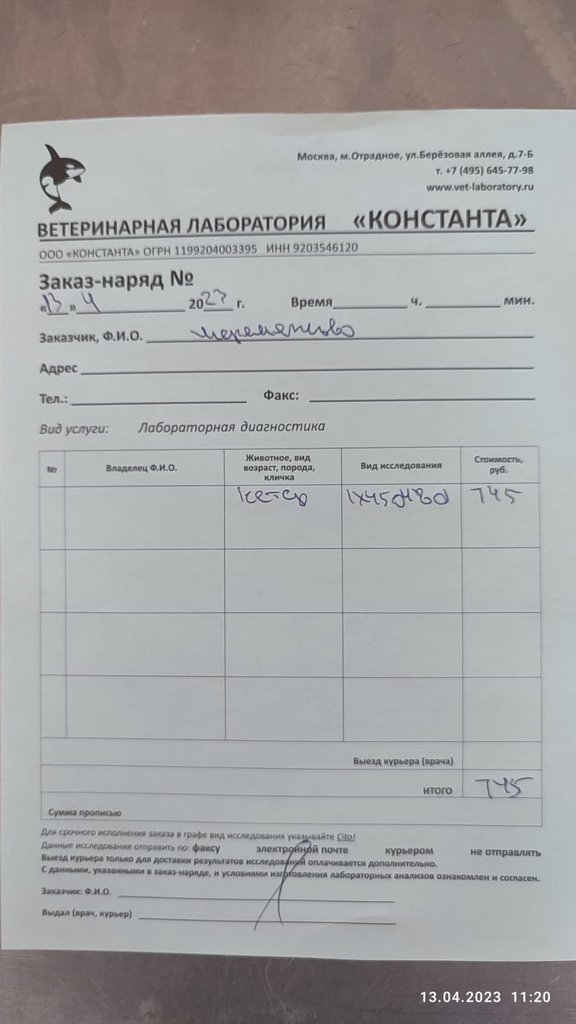 Москва, м.Отрадное, ул.Берёзовая аллея, д.7-Б
т. +7 (495) 645-77-98
www.vet-laboratory.ru
ВЕТЕРИНАРНАЯ ЛАБОРАТОРИЯ «КОНСТАНТА»
ООО «КОНСТАНТА» ОГРН 1199204003395 ИНН 9203546120
Заказ-наряд №
«13» 4 2023 г. Время ч. мин.
Заказчик, Ф.И.О.
Адрес
Тел.: Факс:
Вид услуги: Лабораторная диагностика
№ Владелец Ф.И.О. Животное, вид возраст, порода, кличка Вид исследования Стоимость, руб.
745
Выезд курьера (врача)
ИТОГО 745
Сумма прописью
Для срочного исполнения заказа в графе вид исследования указывайте Cito!
Данные исследования отправить по: факсу электронной почте курьером не отправлять
Выезд курьера только для доставки результатов исследований оплачивается дополнительно.
С данными, указанными в заказ-наряде, и условиями изготовления лабораторных анализов ознакомлен и согласен.
Заказчик: Ф.И.О.
Выдал (врач, курьер)
13.04.2023 11:20